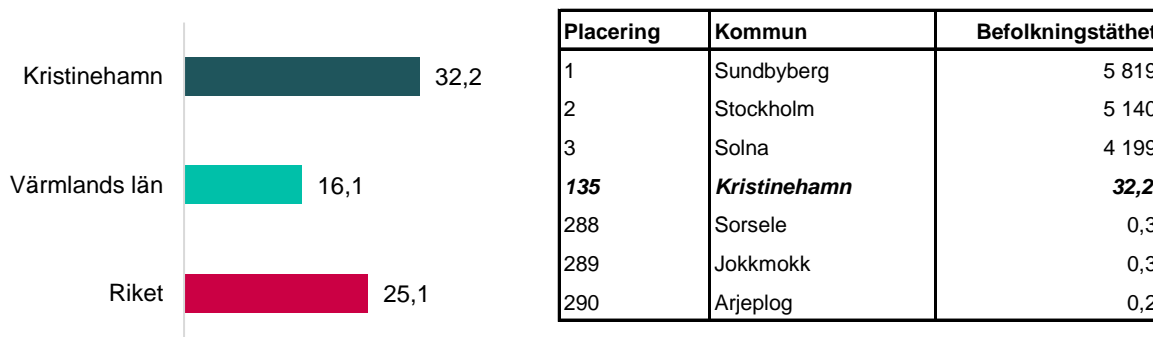 Kristinehamn 32,2
Värmlands län 16,1
Riket 25,1
Placering Kommun Befolkningstäthet
1 Sundbyberg 5 819
2 Stockholm 5 140
3 Solna 4 199
135 Kristinehamn 32,2
288 Sorsele 0,3
289 Jokkmokk 0,3
290 Arjeplog 0,2